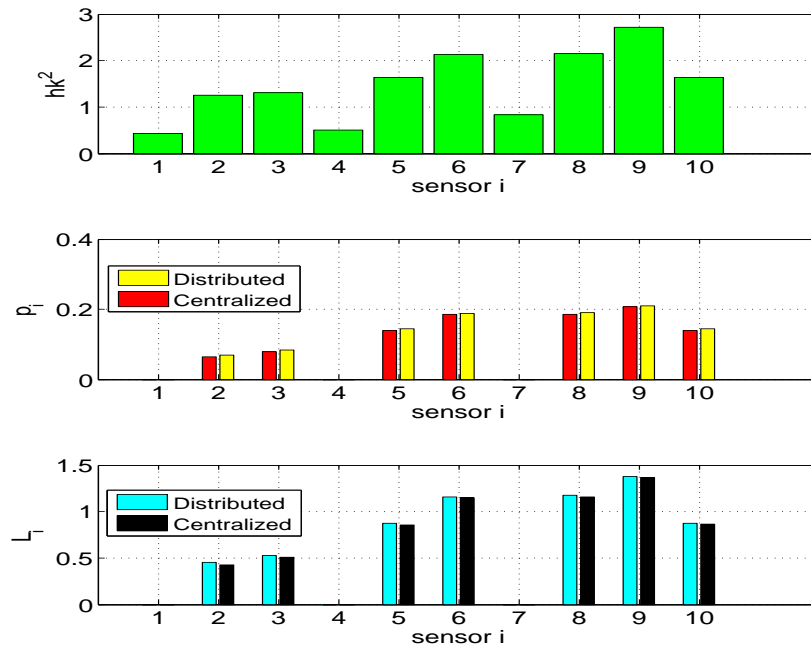 3
2
1
0
hk²
1 2 3 4 5 6 7 8 9 10
sensor i
0.4
0.2
0
pᵢ
Distributed
Centralized
1 2 3 4 5 6 7 8 9 10
sensor i
1.5
1
0.5
0
Lᵢ
Distributed
Centralized
1 2 3 4 5 6 7 8 9 10
sensor i